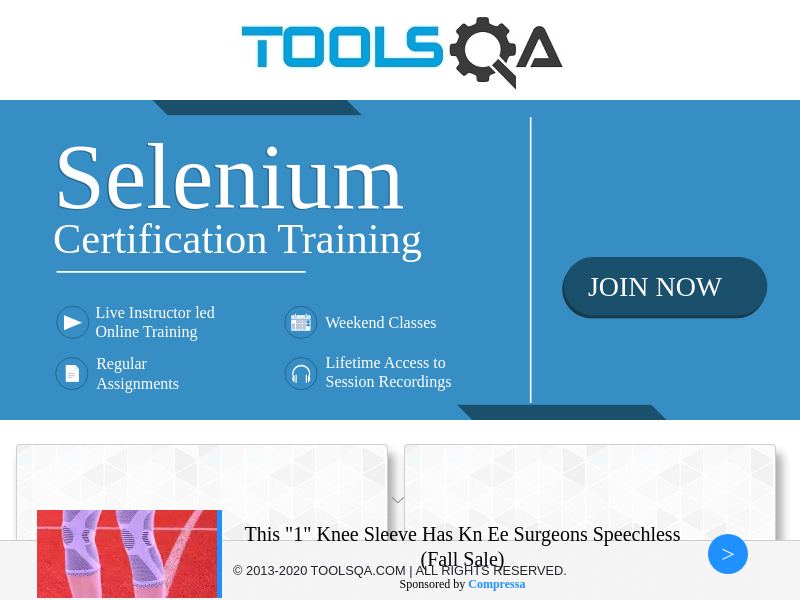 TOOLSQA
Selenium
Certification Training
JOIN NOW
Live Instructor led
Online Training
Weekend Classes
Regular
Assignments
Lifetime Access to
Session Recordings
This "1" Knee Sleeve Has Kn Ee Surgeons Speechless
(Fall Sale)
© 2013-2020 TOOLSQA.COM | ALL RIGHTS RESERVED.
Sponsored by Compressa
>